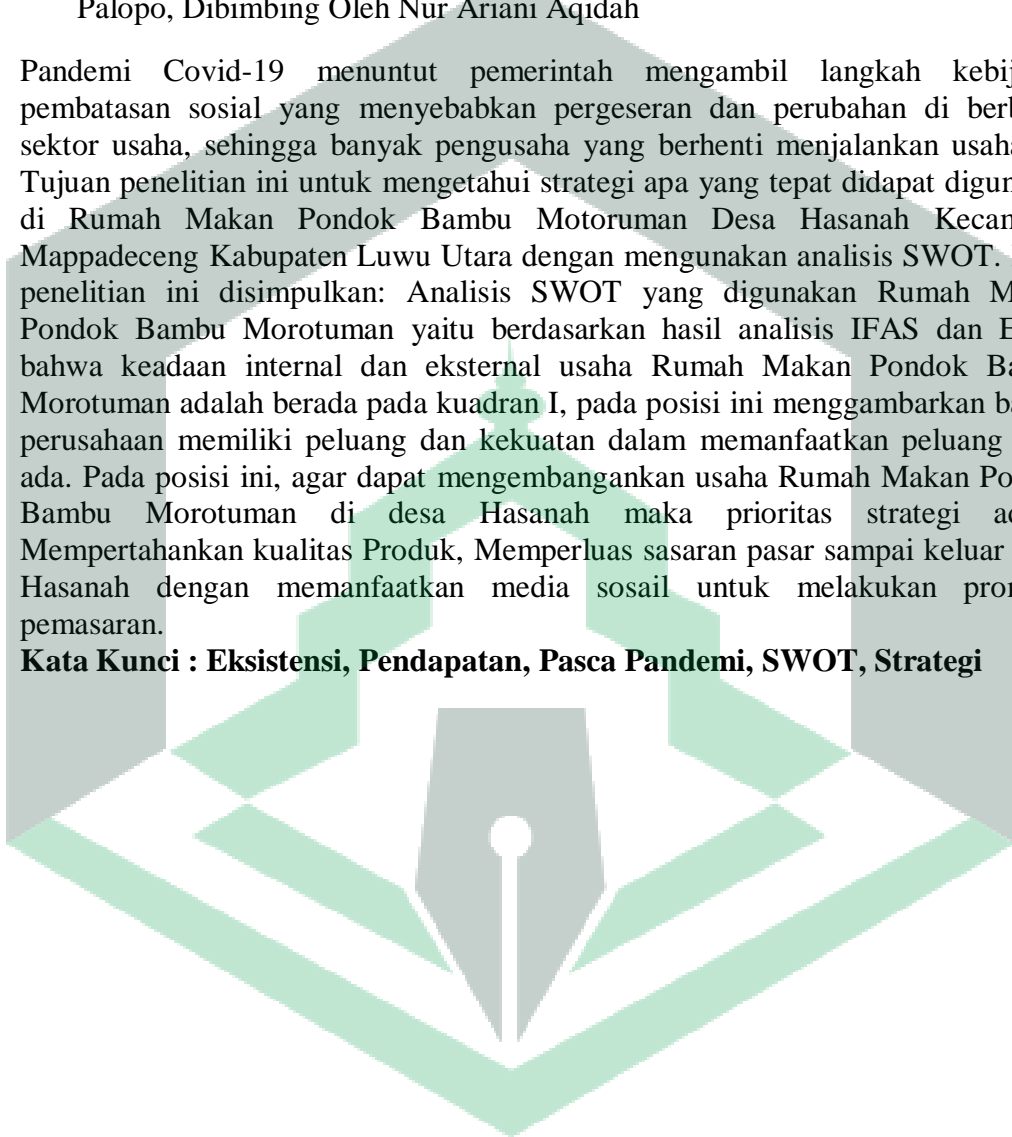 Palopo, Dibimbing Oleh Nur Ariani Aqidah
Pandemi Covid-19 menuntut pemerintah mengambil langkah kebij
pembatasan sosial yang menyebabkan pergeseran dan perubahan di berb
sektor usaha, sehingga banyak pengusaha yang berhenti menjalankan usaha
Tujuan penelitian ini untuk mengetahui strategi apa yang tepat didapat digun
di Rumah Makan Pondok Bambu Motoruman Desa Hasanah Kecan
Mappadeceng Kabupaten Luwu Utara dengan mengunakan analisis SWOT.
penelitian ini disimpulkan: Analisis SWOT yang digunakan Rumah M
Pondok Bambu Morotuman yaitu berdasarkan hasil analisis IFAS dan E
bahwa keadaan internal dan eksternal usaha Rumah Makan Pondok Ba
Morotuman adalah berada pada kuadran I, pada posisi ini menggambarkan ba
perusahaan memiliki peluang dan kekuatan dalam memanfaatkan peluang
ada. Pada posisi ini, agar dapat mengembangankan usaha Rumah Makan Po
Bambu Morotuman di desa Hasanah maka prioritas strategi a
Mempertahankan kualitas Produk, Memperluas sasaran pasar sampai keluar
Hasanah dengan memanfaatkan media sosail untuk melakukan pro
pemasaran.
Kata Kunci : Eksistensi, Pendapatan, Pasca Pandemi, SWOT, Strategi